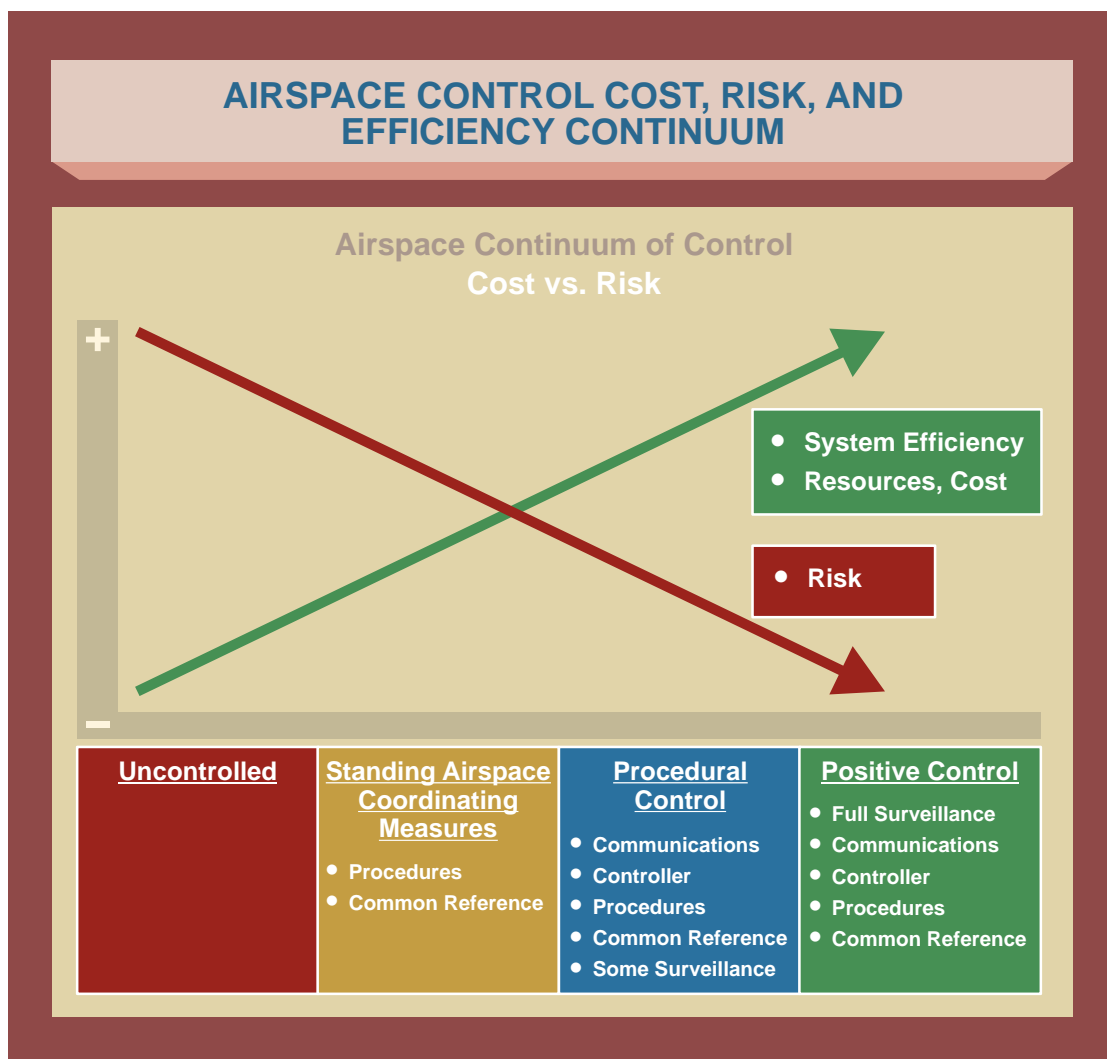 AIRSPACE CONTROL COST, RISK, AND
EFFICIENCY CONTINUUM
Airspace Continuum of Control
Cost vs. Risk
+
• System Efficiency
• Resources, Cost
• Risk
–
Uncontrolled
Standing Airspace
Coordinating
Measures
• Procedures
• Common Reference
Procedural
Control
• Communications
• Controller
• Procedures
• Common Reference
• Some Surveillance
Positive Control
• Full Surveillance
• Communications
• Controller
• Procedures
• Common Reference